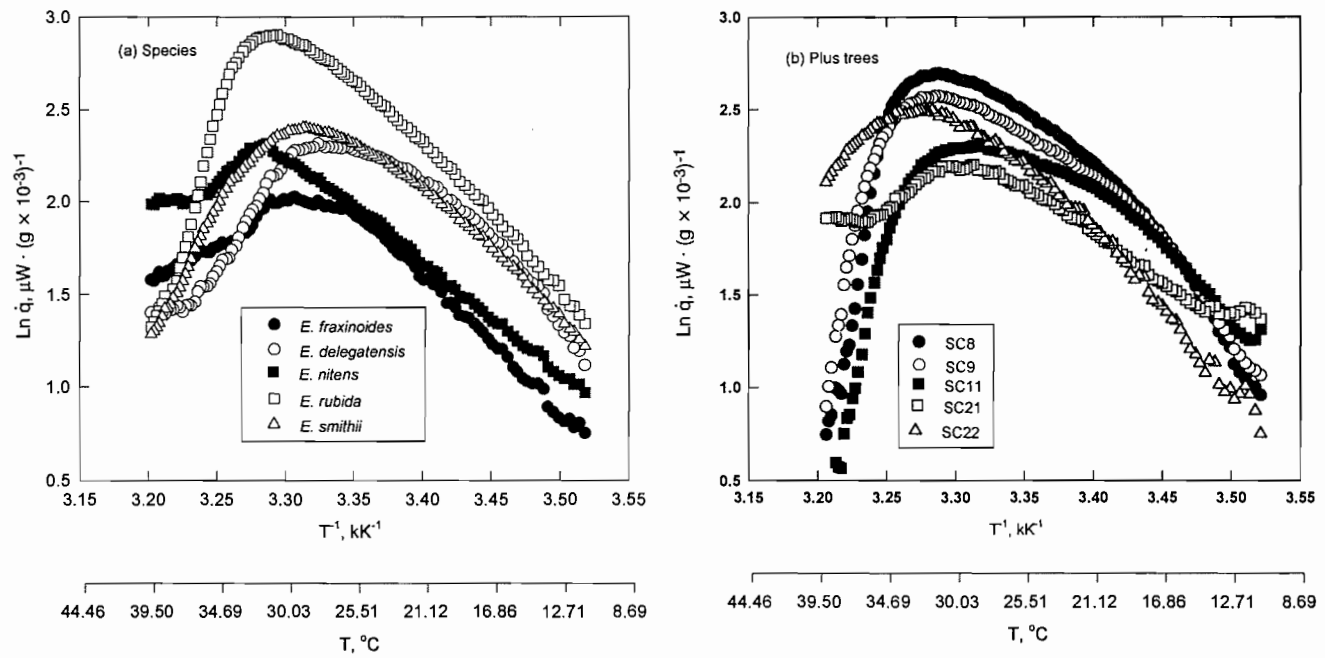 (a) Species
Ln q̇, µW · (g × 10⁻³)⁻¹
3.0
2.5
2.0
1.5
1.0
0.5
E. fraxinoides
E. delegatensis
E. nitens
E. rubida
E. smithii
3.15 3.20 3.25 3.30 3.35 3.40 3.45 3.50 3.55
T⁻¹, kK⁻¹
44.46 39.50 34.69 30.03 25.51 21.12 16.86 12.71 8.69
T, °C
(b) Plus trees
Ln q̇, µW · (g × 10⁻³)⁻¹
3.0
2.5
2.0
1.5
1.0
0.5
SC8
SC9
SC11
SC21
SC22
3.15 3.20 3.25 3.30 3.35 3.40 3.45 3.50 3.55
T⁻¹, kK⁻¹
44.46 39.50 34.69 30.03 25.51 21.12 16.86 12.71 8.69
T, °C